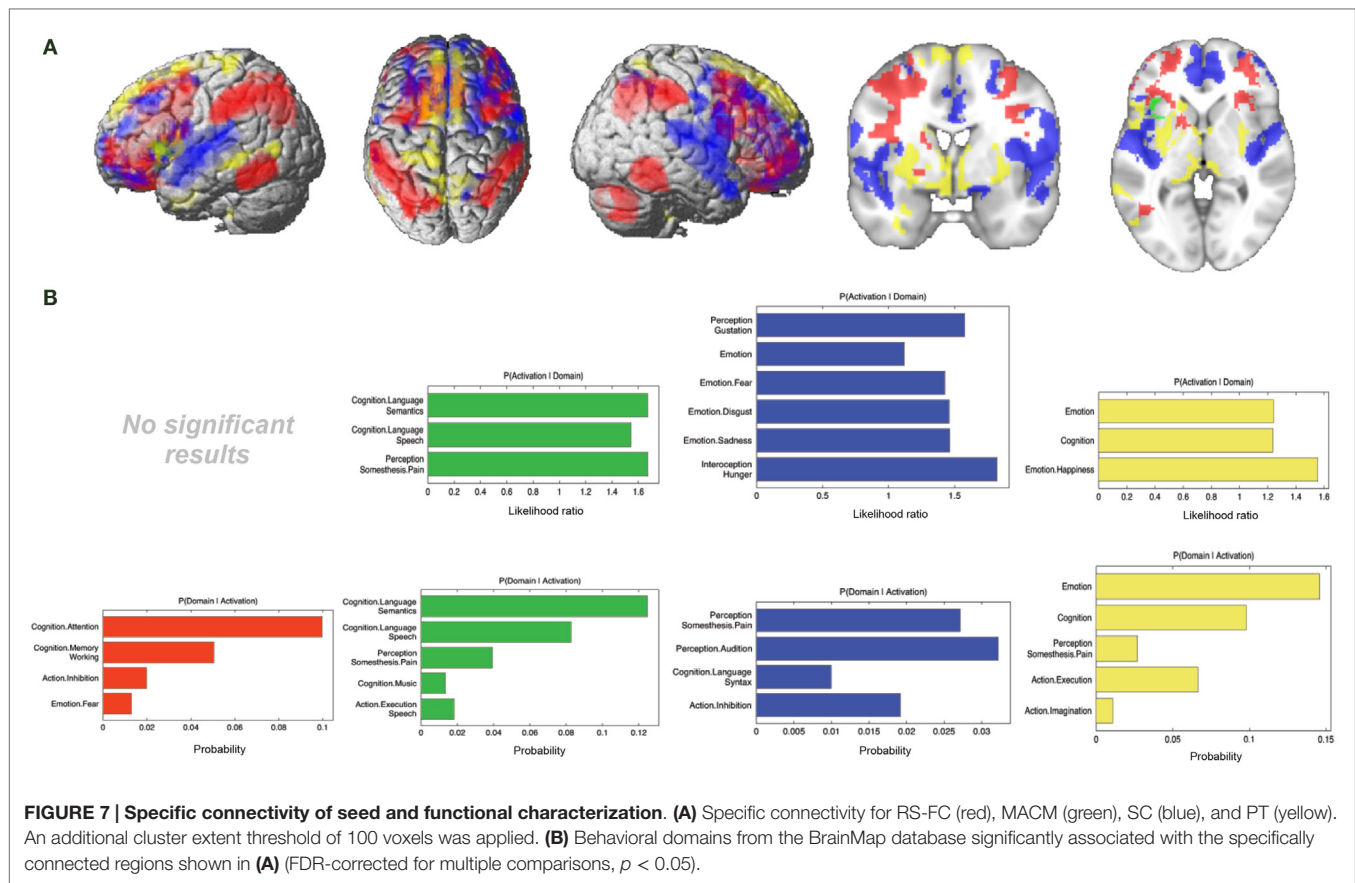 A
B
No significant
results
P(Activation | Domain)
Cognition.Language
Semantics
Cognition.Language
Speech
Perception
Somesthesis.Pain
0 0.2 0.4 0.6 0.8 1 1.2 1.4 1.6
Likelihood ratio
P(Activation | Domain)
Perception
Gustation
Emotion
Emotion.Fear
Emotion.Disgust
Emotion.Sadness
Interoception
Hunger
0 0.5 1 1.5
Likelihood ratio
P(Activation | Domain)
Emotion
Cognition
Emotion.Happiness
0 0.2 0.4 0.6 0.8 1 1.2 1.4 1.6
Likelihood ratio
P(Domain | Activation)
Cognition.Attention
Cognition.Memory
Working
Action.Inhibition
Emotion.Fear
0 0.02 0.04 0.06 0.08 0.1
Probability
P(Domain | Activation)
Cognition.Language
Semantics
Cognition.Language
Speech
Perception
Somesthesis.Pain
Cognition.Music
Action.Execution
Speech
0 0.02 0.04 0.06 0.08 0.100 0.125
Probability
P(Domain | Activation)
Perception
Somesthesis.Pain
Perception.Audition
Cognition.Language
Syntax
Action.Inhibition
0 0.005 0.01 0.015 0.02 0.025 0.03
Probability
P(Domain | Activation)
Emotion
Cognition
Perception
Somesthesis.Pain
Action.Execution
Action.Imagination
0 0.05 0.1 0.15
Probability
FIGURE 7 | Specific connectivity of seed and functional characterization. (A) Specific connectivity for RS-FC (red), MACM (green), SC (blue), and PT (yellow).
An additional cluster extent threshold of 100 voxels was applied. (B) Behavioral domains from the BrainMap database significantly associated with the specifically
connected regions shown in (A) (FDR-corrected for multiple comparisons, p < 0.05).